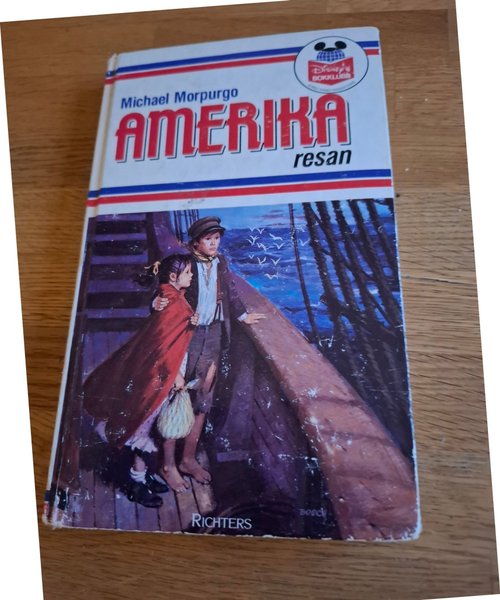 Disney's
BOKKLUBB
Michael Morpurgo
AMERIKA
resan
RICHTERS